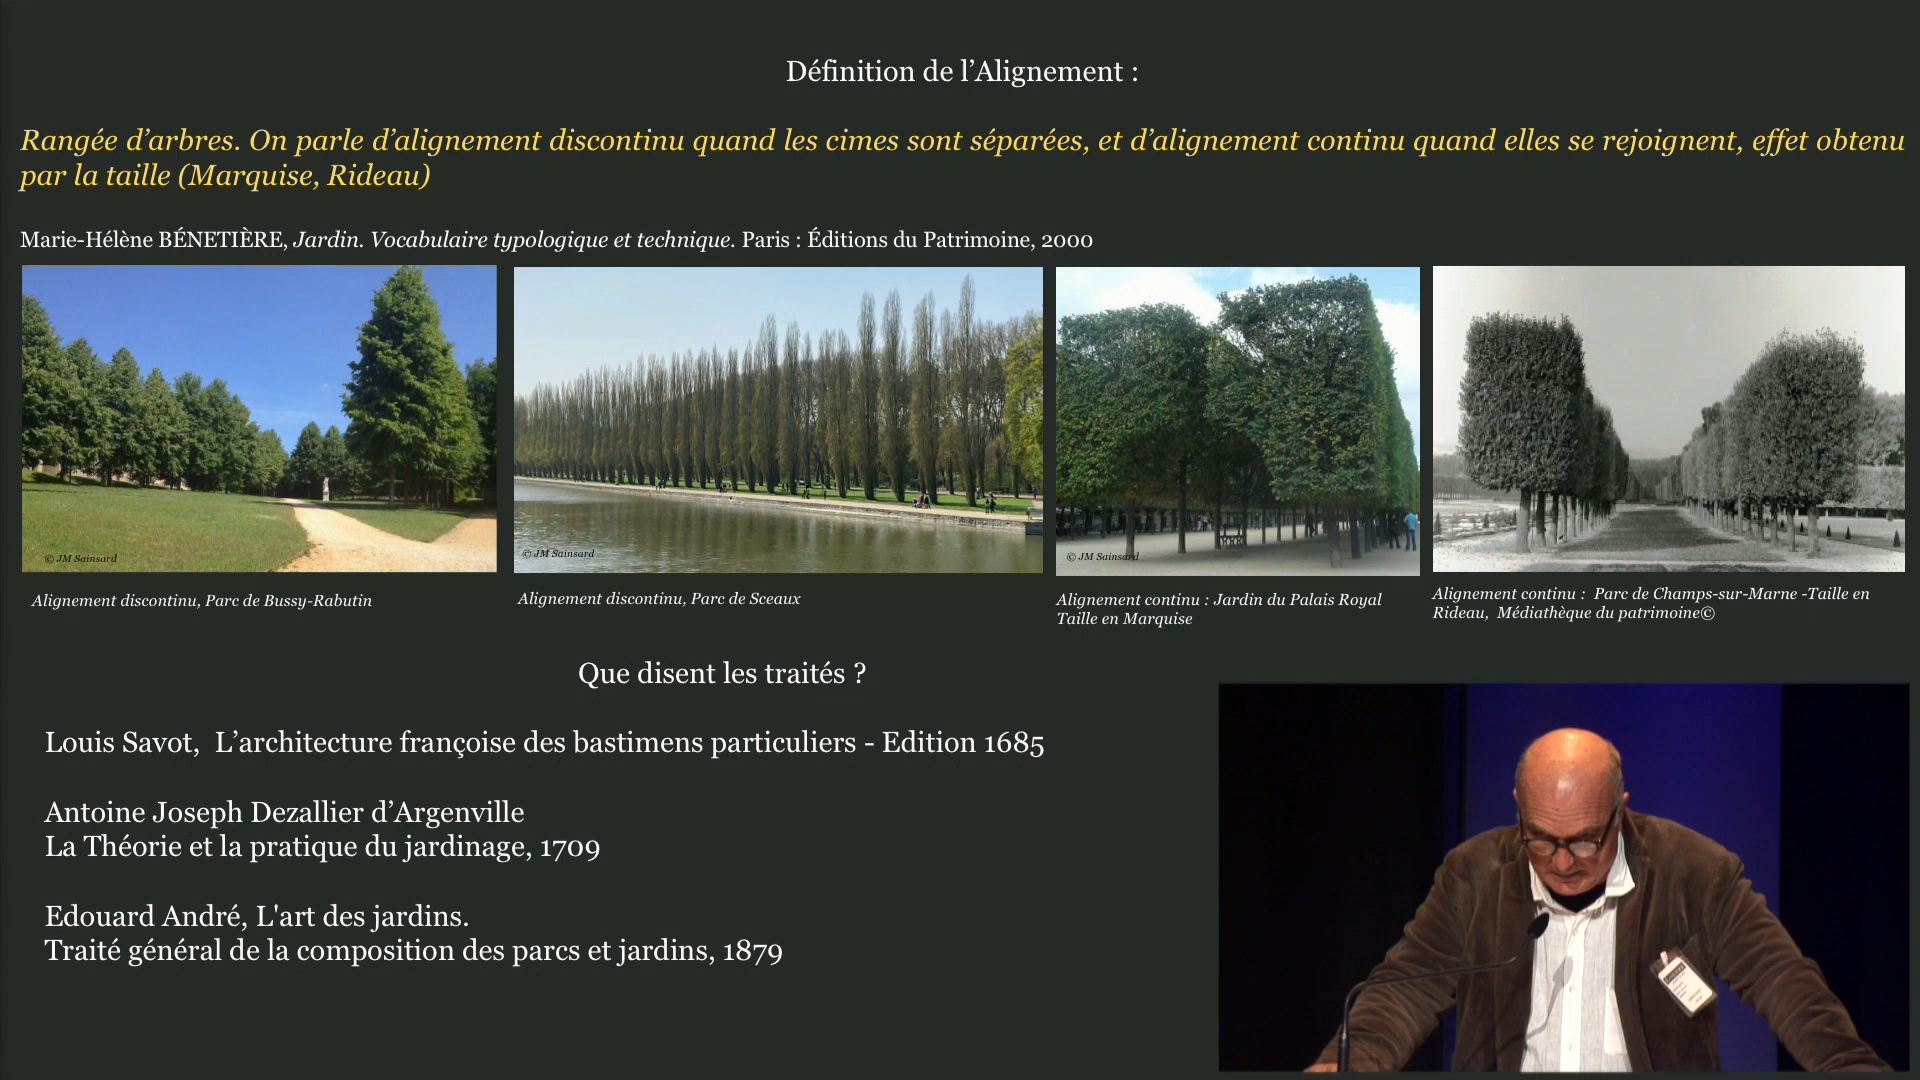 Définition de l’Alignement :
Rangée d’arbres. On parle d’alignement discontinu quand les cimes sont séparées, et d’alignement continu quand elles se rejoignent, effet obtenu
par la taille (Marquise, Rideau)
Marie-Hélène BÉNETIÈRE, Jardin. Vocabulaire typologique et technique. Paris : Éditions du Patrimoine, 2000
© JM Sainsard
© JM Sainsard
© JM Sainsard
Alignement discontinu, Parc de Bussy-Rabutin
Alignement discontinu, Parc de Sceaux
Alignement continu : Jardin du Palais Royal
Taille en Marquise
Alignement continu :  Parc de Champs-sur-Marne -Taille en
Rideau,  Médiathèque du patrimoine©
Que disent les traités ?
Louis Savot,  L’architecture françoise des bastimens particuliers - Edition 1685
Antoine Joseph Dezallier d’Argenville
La Théorie et la pratique du jardinage, 1709
Edouard André, L'art des jardins.
Traité général de la composition des parcs et jardins, 1879